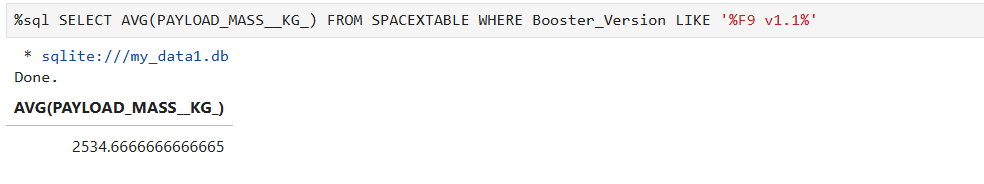 %sql SELECT AVG(PAYLOAD_MASS__KG_) FROM SPACEXTABLE WHERE Booster_Version LIKE '%F9 v1.1%'
* sqlite:///my_data1.db
Done.
AVG(PAYLOAD_MASS__KG_)
2534.6666666666665